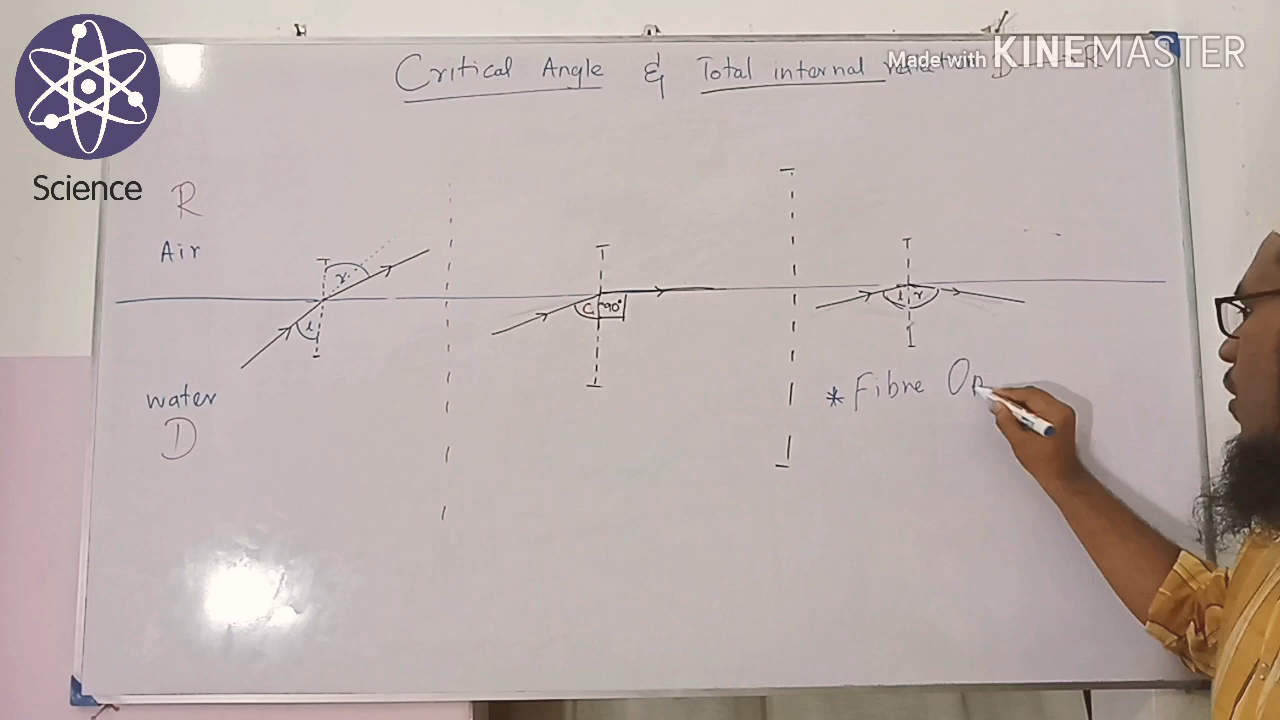 Made with KINEMASTER
Critical Angle & Total internal
D R
Science
R
Air
r
i
C 90°
i r
water
D
* Fibre Op